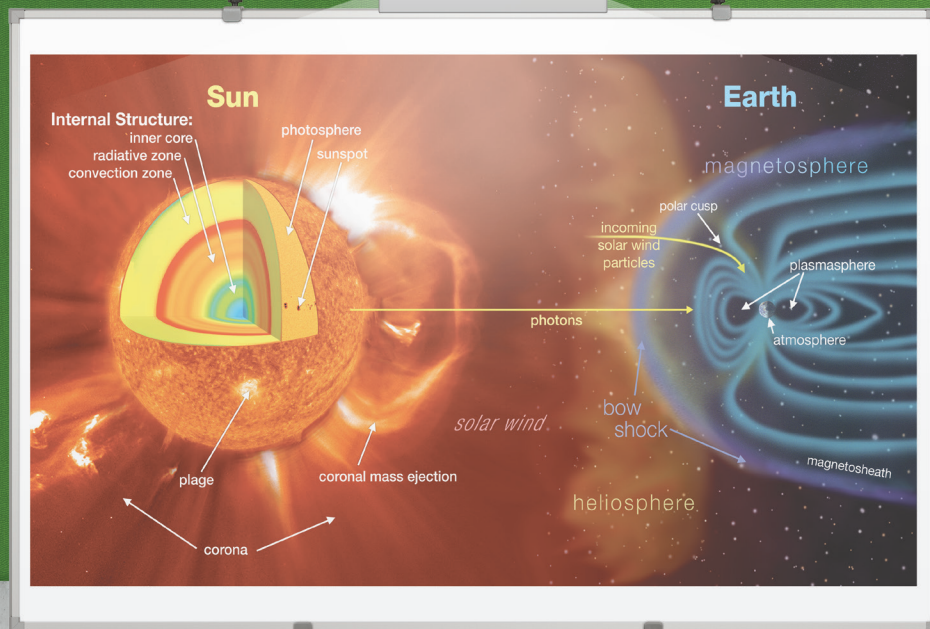 Sun
Earth
Internal Structure:
inner core
radiative zone
convection zone
photosphere
sunspot
magnetosphere
polar cusp
incoming
solar wind
particles
plasmasphere
photons
atmosphere
bow
shock
solar wind
magnetosheath
plage
coronal mass ejection
heliosphere
corona